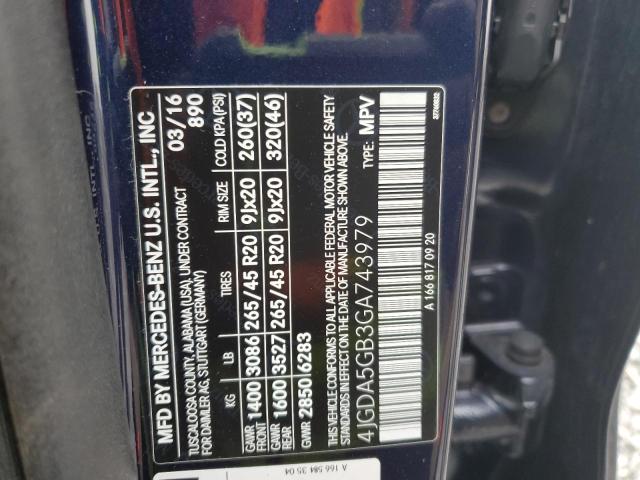 MFD BY MERCEDES-BENZ U.S. INTL., INC
TUSCALOOSA COUNTY, ALABAMA (USA), UNDER CONTRACT 03/16
FOR DAIMLER AG, STUTTGART (GERMANY) 890
KG LB TIRES RIM SIZE COLD KPA (PSI)
GAWR FRONT 1400 3086 265/45 R20 9Jx20 260(37)
GAWR REAR 1600 3527 265/45 R20 9Jx20 320(46)
GVWR 2850 6283
THIS VEHICLE CONFORMS TO ALL APPLICABLE FEDERAL MOTOR VEHICLE SAFETY
STANDARDS IN EFFECT ON THE DATE OF MANUFACTURE SHOWN ABOVE.
4JGDA5GB3GA743979 TYPE: MPV
A 166 817 09 20
A 166 584 35 04